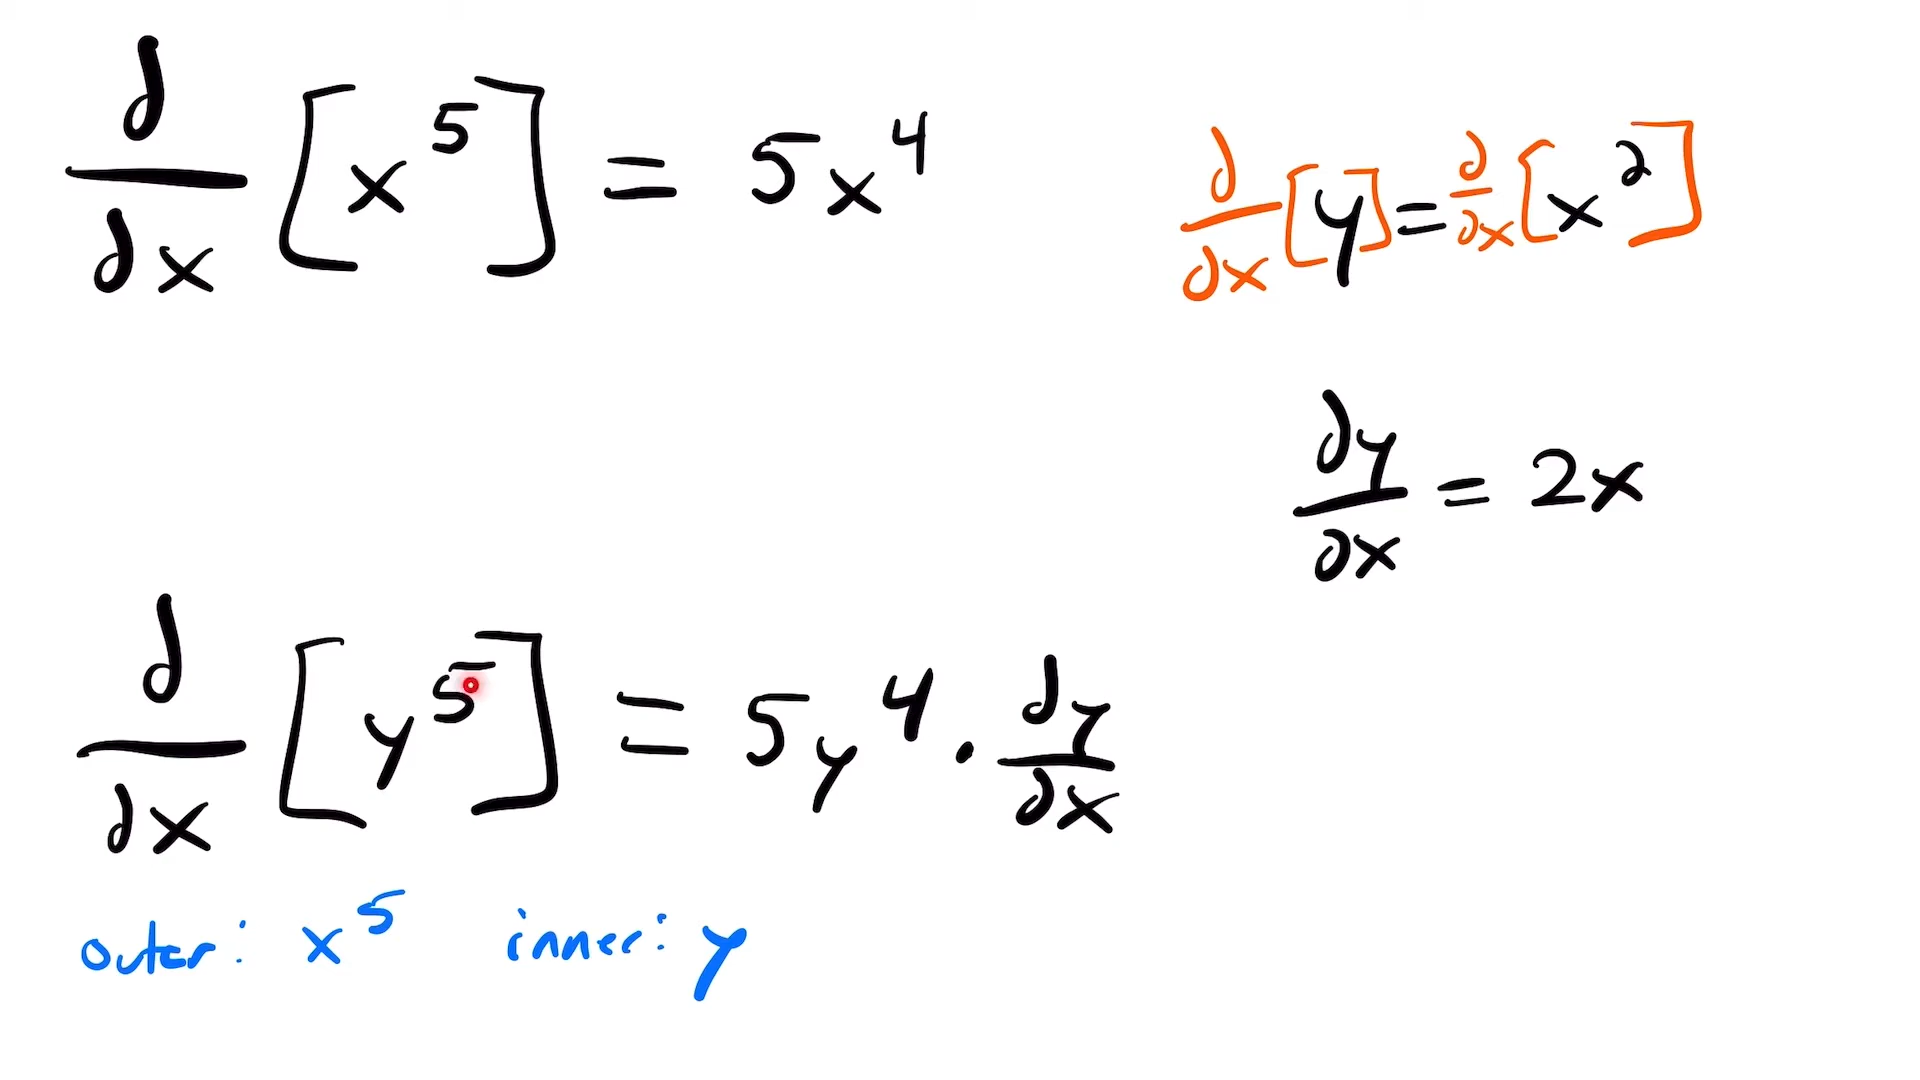 d/dx [x^5] = 5x^4
d/dx [y] = d/dx [x^2]
dy/dx = 2x
d/dx [y^5] = 5y^4 · dy/dx
outer: x^5 inner: y